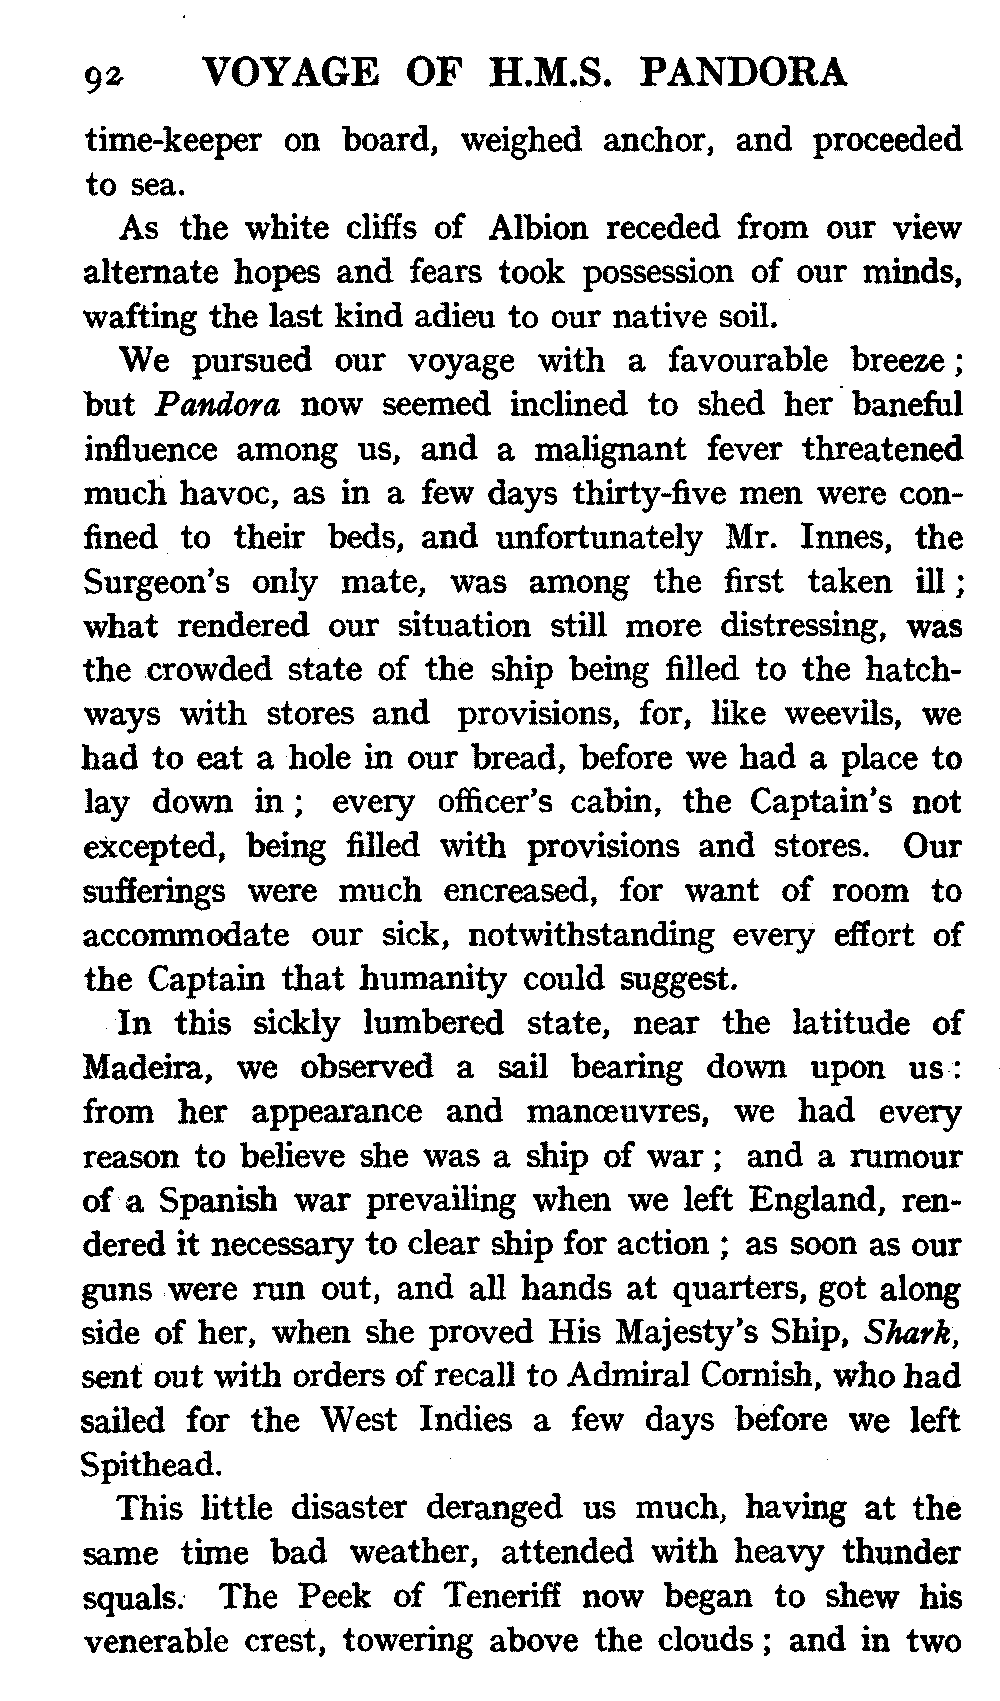 92 VOYAGE OF H.M.S. PANDORA
time-keeper on board, weighed anchor, and proceeded
to sea.
As the white cliffs of Albion receded from our view
alternate hopes and fears took possession of our minds,
wafting the last kind adieu to our native soil.
We pursued our voyage with a favourable breeze ;
but Pandora now seemed inclined to shed her baneful
influence among us, and a malignant fever threatened
much havoc, as in a few days thirty-five men were con-
fined to their beds, and unfortunately Mr. Innes, the
Surgeon's only mate, was among the first taken ill ;
what rendered our situation still more distressing, was
the crowded state of the ship being filled to the hatch-
ways with stores and provisions, for, like weevils, we
had to eat a hole in our bread, before we had a place to
lay down in ; every officer's cabin, the Captain's not
excepted, being filled with provisions and stores. Our
sufferings were much encreased, for want of room to
accommodate our sick, notwithstanding every effort of
the Captain that humanity could suggest.
In this sickly lumbered state, near the latitude of
Madeira, we observed a sail bearing down upon us :
from her appearance and manœuvres, we had every
reason to believe she was a ship of war ; and a rumour
of a Spanish war prevailing when we left England, ren-
dered it necessary to clear ship for action ; as soon as our
guns were run out, and all hands at quarters, got along
side of her, when she proved His Majesty's Ship, Shark,
sent out with orders of recall to Admiral Cornish, who had
sailed for the West Indies a few days before we left
Spithead.
This little disaster deranged us much, having at the
same time bad weather, attended with heavy thunder
squals. The Peek of Teneriff now began to shew his
venerable crest, towering above the clouds ; and in two